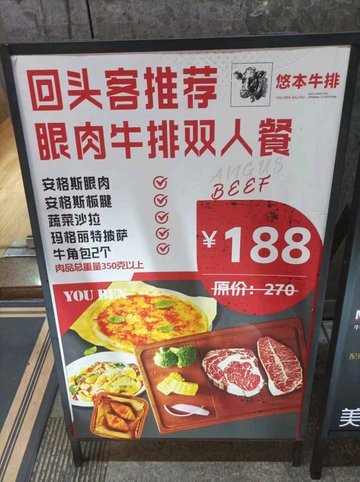 回头客推荐
悠本牛排
眼肉牛排双人餐
ANGUS
BEEF
安格斯眼肉
安格斯板腱
蔬菜沙拉
玛格丽特披萨
牛角包2个
肉品总重量350克以上
¥188
原价：270
YOU BEN
美